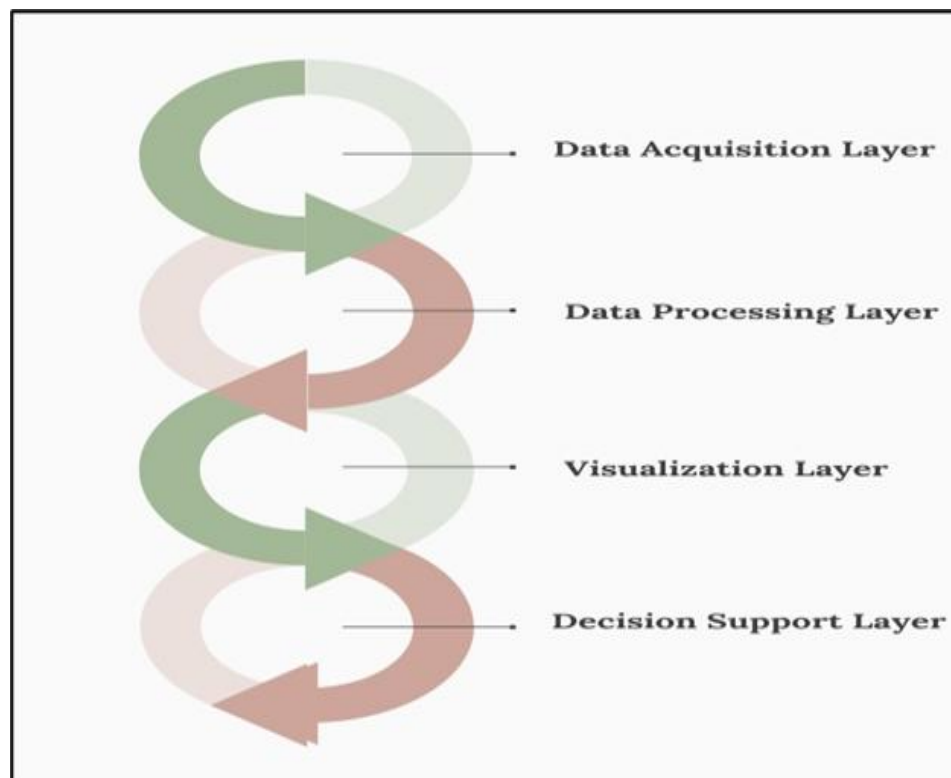 Data Acquisition Layer
Data Processing Layer
Visualization Layer
Decision Support Layer